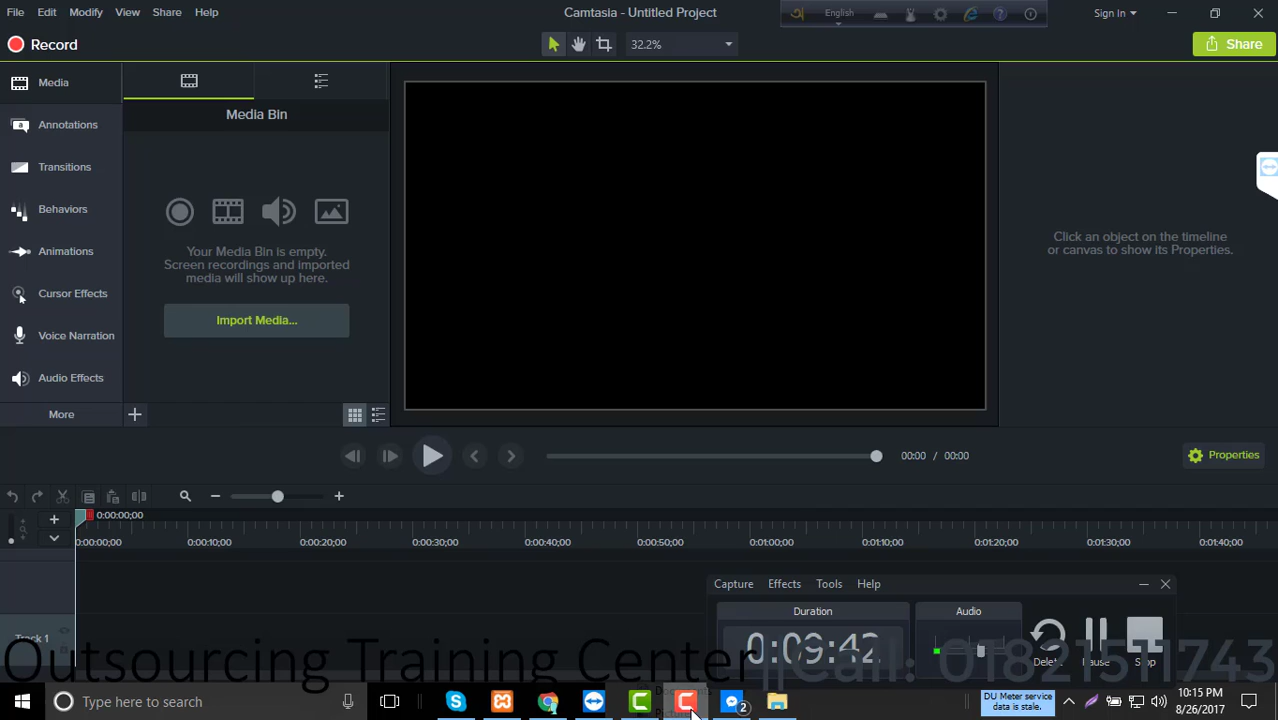 File Edit Modify View Share Help
Camtasia - Untitled Project
English
Sign In
Record
32.2%
Share
Media
Annotations
Transitions
Behaviors
Animations
Cursor Effects
Voice Narration
Audio Effects
More
Media Bin
Your Media Bin is empty.
Screen recordings and imported
media will show up here.
Import Media...
Click an object on the timeline
or canvas to show its Properties.
00:00 / 00:00
Properties
0:00:00;00
0:00:00;00 0:00:10;00 0:00:20;00 0:00:30;00 0:00:40;00 0:00:50;00 0:01:00;00 0:01:10;00 0:01:20;00 0:01:30;00 0:01:40;00
Track 1
Capture Effects Tools Help
Duration
Audio
0:09:42
Delete Pause Stop
Outsourcing Training Center // Call: 01821511743
Type here to search
2
DU Meter service
data is stale.
10:15 PM
8/26/2017